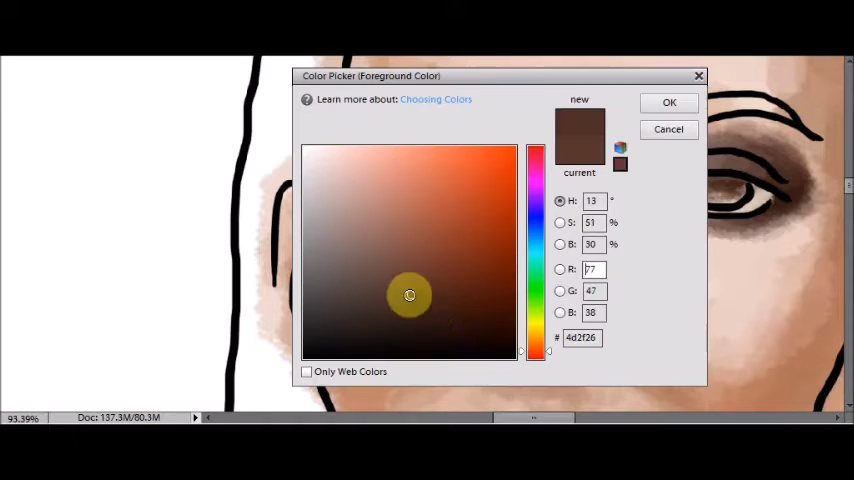 Color Picker (Foreground Color)
Learn more about: Choosing Colors
new
OK
Cancel
current
H: 13 °
S: 51 %
B: 30 %
R: 77
G: 47
B: 38
# 4d2f26
Only Web Colors
93.39% Doc: 137.3M/80.3M